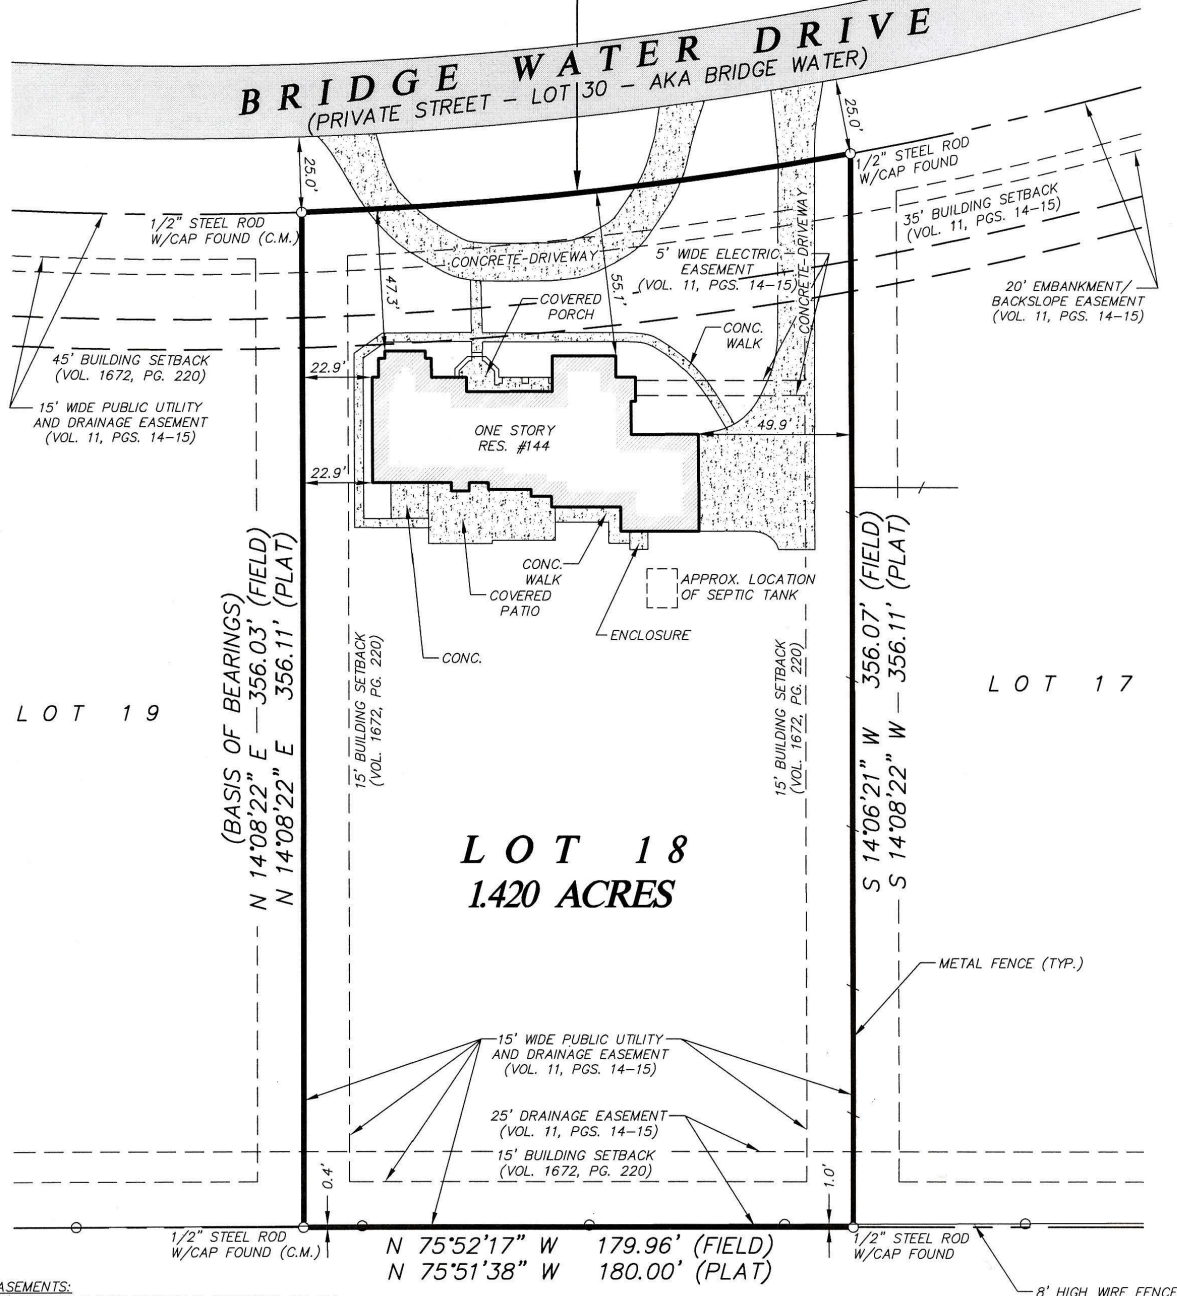 BRIDGE WATER DRIVE
(PRIVATE STREET – LOT 30 – AKA BRIDGE WATER)
25.0'
25.0'
1/2" STEEL ROD
W/CAP FOUND
1/2" STEEL ROD
W/CAP FOUND (C.M.)
35' BUILDING SETBACK
(VOL. 11, PGS. 14–15)
CONCRETE-DRIVEWAY
CONCRETE-DRIVEWAY
5' WIDE ELECTRIC
EASEMENT
(VOL. 11, PGS. 14–15)
20' EMBANKMENT/
BACKSLOPE EASEMENT
(VOL. 11, PGS. 14–15)
47.3'
55.1'
COVERED
PORCH
CONC.
WALK
45' BUILDING SETBACK
(VOL. 1672, PG. 220)
22.9'
15' WIDE PUBLIC UTILITY
AND DRAINAGE EASEMENT
(VOL. 11, PGS. 14–15)
ONE STORY
RES. #144
49.9'
22.9'
CONC.
WALK
COVERED
PATIO
APPROX. LOCATION
OF SEPTIC TANK
ENCLOSURE
CONC.
(BASIS OF BEARINGS)
N 14°08'22" E — 356.03' (FIELD)
N 14°08'22" E 356.11' (PLAT)
15' BUILDING SETBACK
(VOL. 1672, PG. 220)
15' BUILDING SETBACK
(VOL. 1672, PG. 220)
S 14°06'21" W 356.07' (FIELD)
S 14°08'22" W — 356.11' (PLAT)
LOT 19
LOT 17
LOT 18
1.420 ACRES
METAL FENCE (TYP.)
15' WIDE PUBLIC UTILITY
AND DRAINAGE EASEMENT
(VOL. 11, PGS. 14–15)
25' DRAINAGE EASEMENT
(VOL. 11, PGS. 14–15)
15' BUILDING SETBACK
(VOL. 1672, PG. 220)
0.4'
1.0'
1/2" STEEL ROD
W/CAP FOUND (C.M.)
N 75°52'17" W 179.96' (FIELD)
N 75°51'38" W 180.00' (PLAT)
1/2" STEEL ROD
W/CAP FOUND
8' HIGH WIRE FENCE
ASEMENTS: